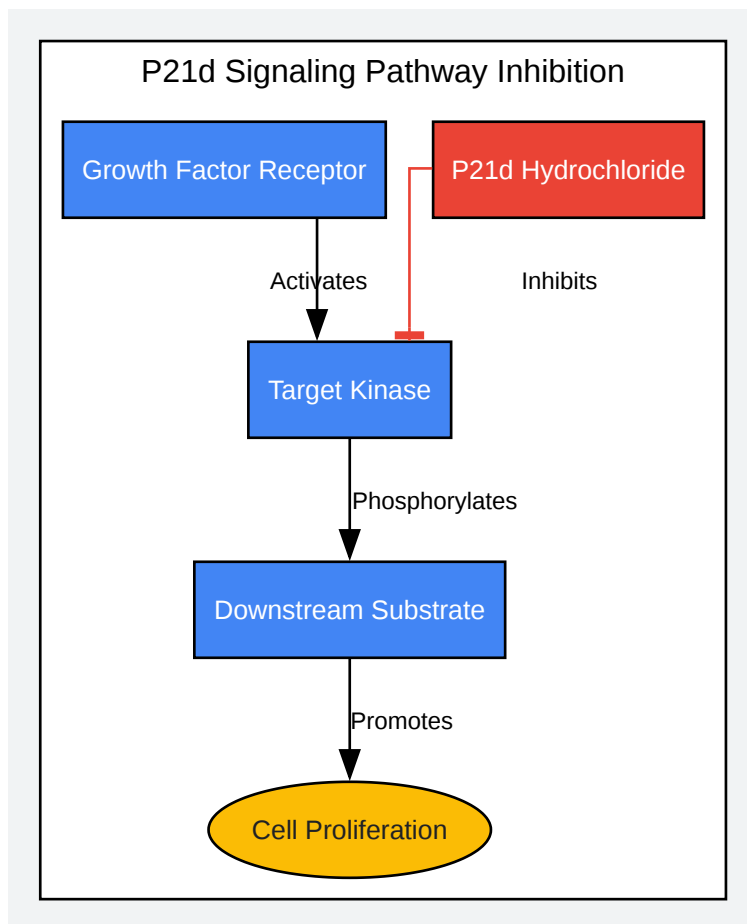 P21d Signaling Pathway Inhibition
Growth Factor Receptor
P21d Hydrochloride
Activates
Inhibits
Target Kinase
Phosphorylates
Downstream Substrate
Promotes
Cell Proliferation